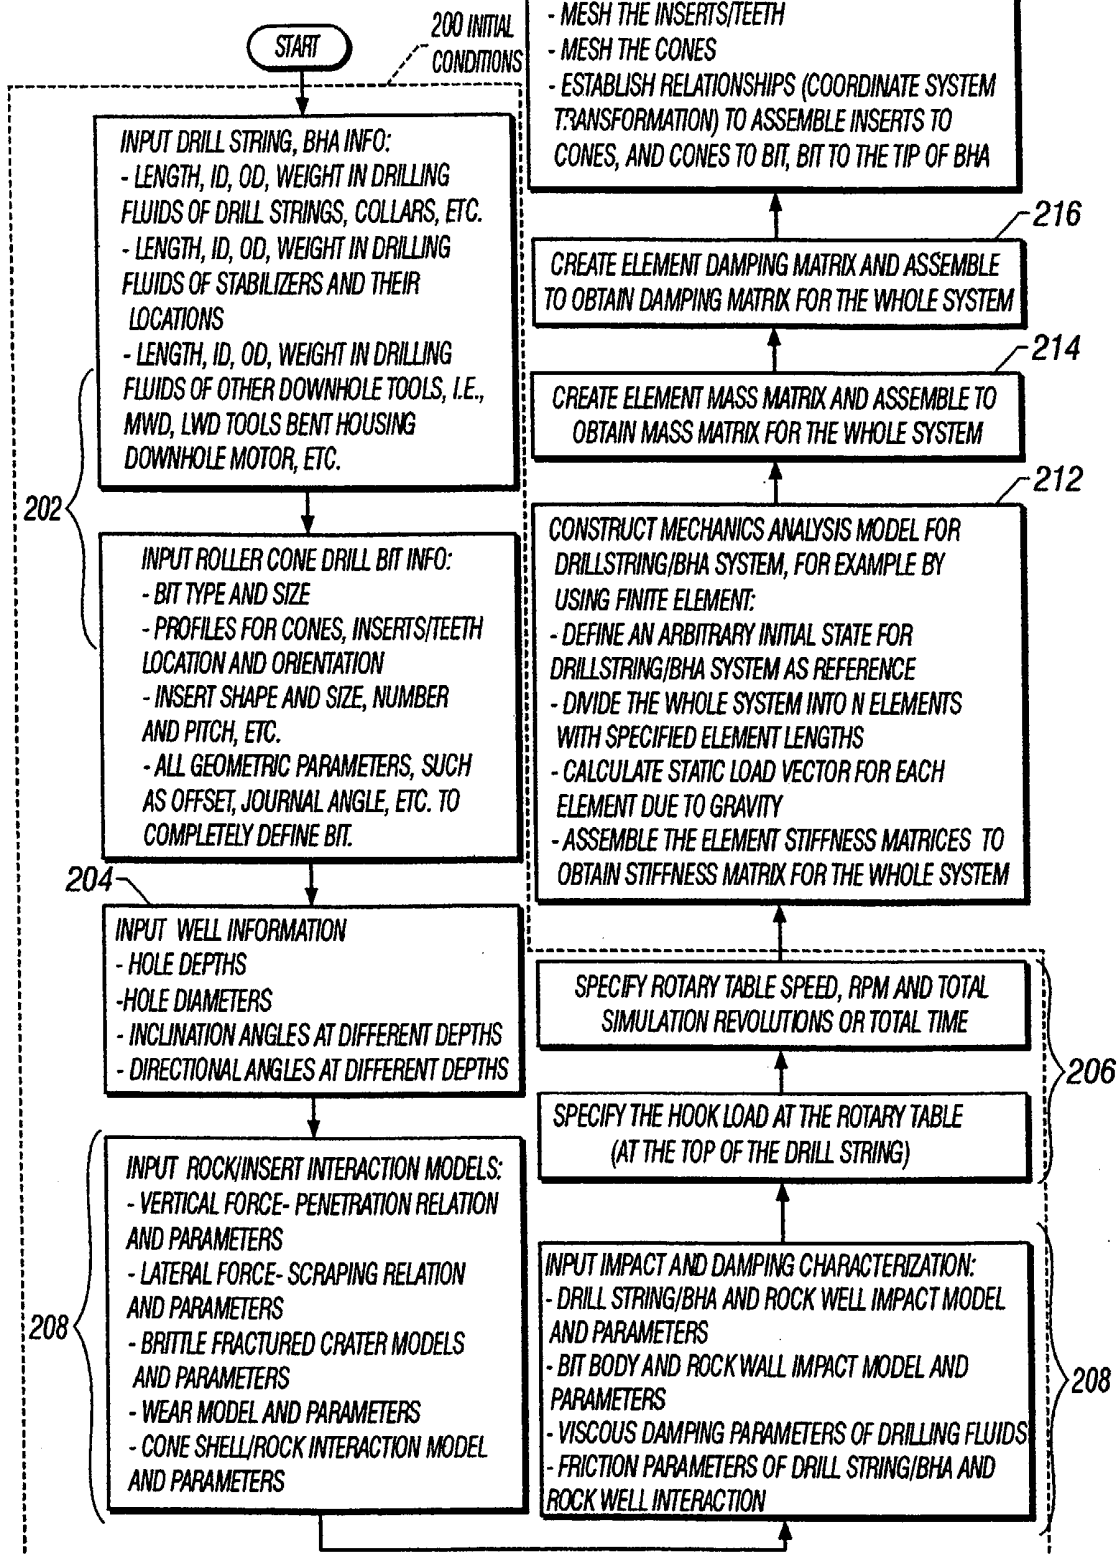 START
200 INITIAL
CONDITIONS
INPUT DRILL STRING, BHA INFO:
- LENGTH, ID, OD, WEIGHT IN DRILLING
FLUIDS OF DRILL STRINGS, COLLARS, ETC.
- LENGTH, ID, OD, WEIGHT IN DRILLING
FLUIDS OF STABILIZERS AND THEIR
LOCATIONS
- LENGTH, ID, OD, WEIGHT IN DRILLING
FLUIDS OF OTHER DOWNHOLE TOOLS, I.E.,
MWD, LWD TOOLS BENT HOUSING
DOWNHOLE MOTOR, ETC.
202
INPUT ROLLER CONE DRILL BIT INFO:
- BIT TYPE AND SIZE
- PROFILES FOR CONES, INSERTS/TEETH
LOCATION AND ORIENTATION
- INSERT SHAPE AND SIZE, NUMBER
AND PITCH, ETC.
- ALL GEOMETRIC PARAMETERS, SUCH
AS OFFSET, JOURNAL ANGLE, ETC. TO
COMPLETELY DEFINE BIT.
204
INPUT WELL INFORMATION
- HOLE DEPTHS
-HOLE DIAMETERS
- INCLINATION ANGLES AT DIFFERENT DEPTHS
- DIRECTIONAL ANGLES AT DIFFERENT DEPTHS
208
INPUT ROCK/INSERT INTERACTION MODELS:
- VERTICAL FORCE- PENETRATION RELATION
AND PARAMETERS
- LATERAL FORCE- SCRAPING RELATION
AND PARAMETERS
- BRITTLE FRACTURED CRATER MODELS
AND PARAMETERS
- WEAR MODEL AND PARAMETERS
- CONE SHELL/ROCK INTERACTION MODEL
AND PARAMETERS
INPUT IMPACT AND DAMPING CHARACTERIZATION:
- DRILL STRING/BHA AND ROCK WELL IMPACT MODEL
AND PARAMETERS
- BIT BODY AND ROCK WALL IMPACT MODEL AND
PARAMETERS
- VISCOUS DAMPING PARAMETERS OF DRILLING FLUIDS
- FRICTION PARAMETERS OF DRILL STRING/BHA AND
ROCK WELL INTERACTION
208
SPECIFY THE HOOK LOAD AT THE ROTARY TABLE
(AT THE TOP OF THE DRILL STRING)
SPECIFY ROTARY TABLE SPEED, RPM AND TOTAL
SIMULATION REVOLUTIONS OR TOTAL TIME
206
212
CONSTRUCT MECHANICS ANALYSIS MODEL FOR
DRILLSTRING/BHA SYSTEM, FOR EXAMPLE BY
USING FINITE ELEMENT:
- DEFINE AN ARBITRARY INITIAL STATE FOR
DRILLSTRING/BHA SYSTEM AS REFERENCE
- DIVIDE THE WHOLE SYSTEM INTO N ELEMENTS
WITH SPECIFIED ELEMENT LENGTHS
- CALCULATE STATIC LOAD VECTOR FOR EACH
ELEMENT DUE TO GRAVITY
- ASSEMBLE THE ELEMENT STIFFNESS MATRICES TO
OBTAIN STIFFNESS MATRIX FOR THE WHOLE SYSTEM
214
CREATE ELEMENT MASS MATRIX AND ASSEMBLE TO
OBTAIN MASS MATRIX FOR THE WHOLE SYSTEM
216
CREATE ELEMENT DAMPING MATRIX AND ASSEMBLE
TO OBTAIN DAMPING MATRIX FOR THE WHOLE SYSTEM
- MESH THE INSERTS/TEETH
- MESH THE CONES
- ESTABLISH RELATIONSHIPS (COORDINATE SYSTEM
TRANSFORMATION) TO ASSEMBLE INSERTS TO
CONES, AND CONES TO BIT, BIT TO THE TIP OF BHA